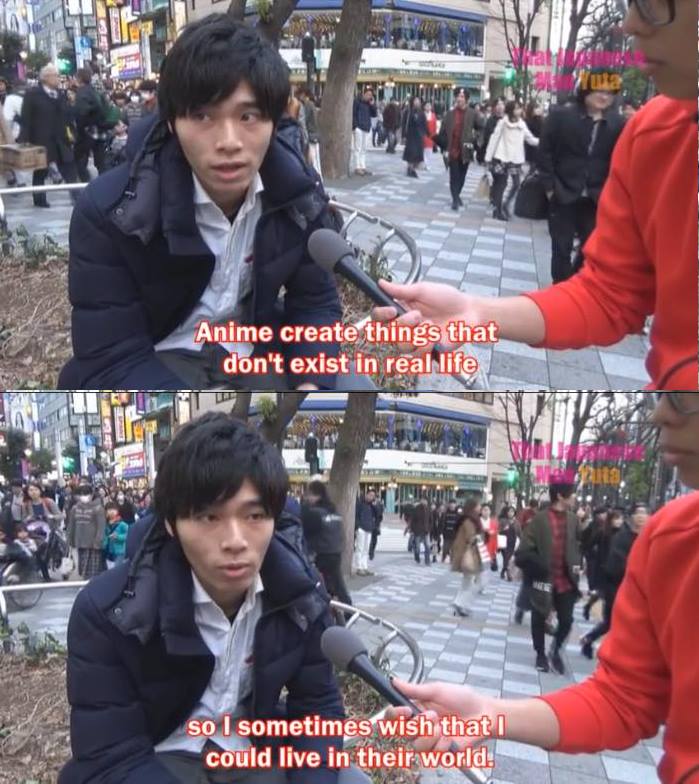 That Japanese
Man Yuta
Anime create things that
don't exist in real life
That Japanese
Man Yuta
so I sometimes wish that I
could live in their world.